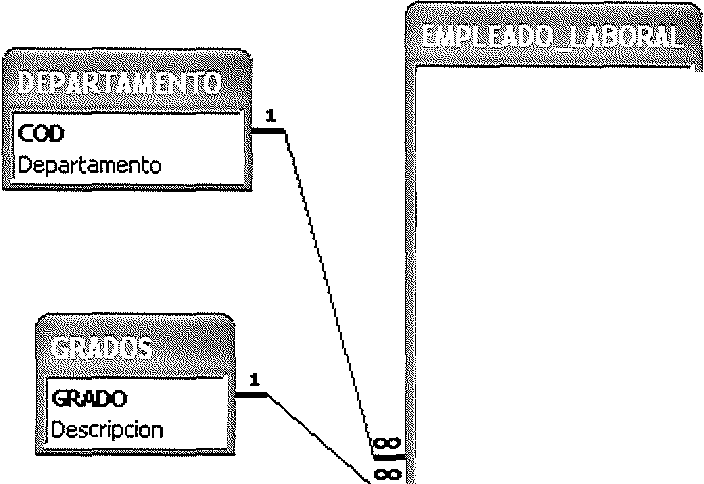 EMPLEADO_LABORAL
DEPARTAMENTO
COD
Departamento
1
GRADOS
GRADO
Descripcion
1
∞
∞